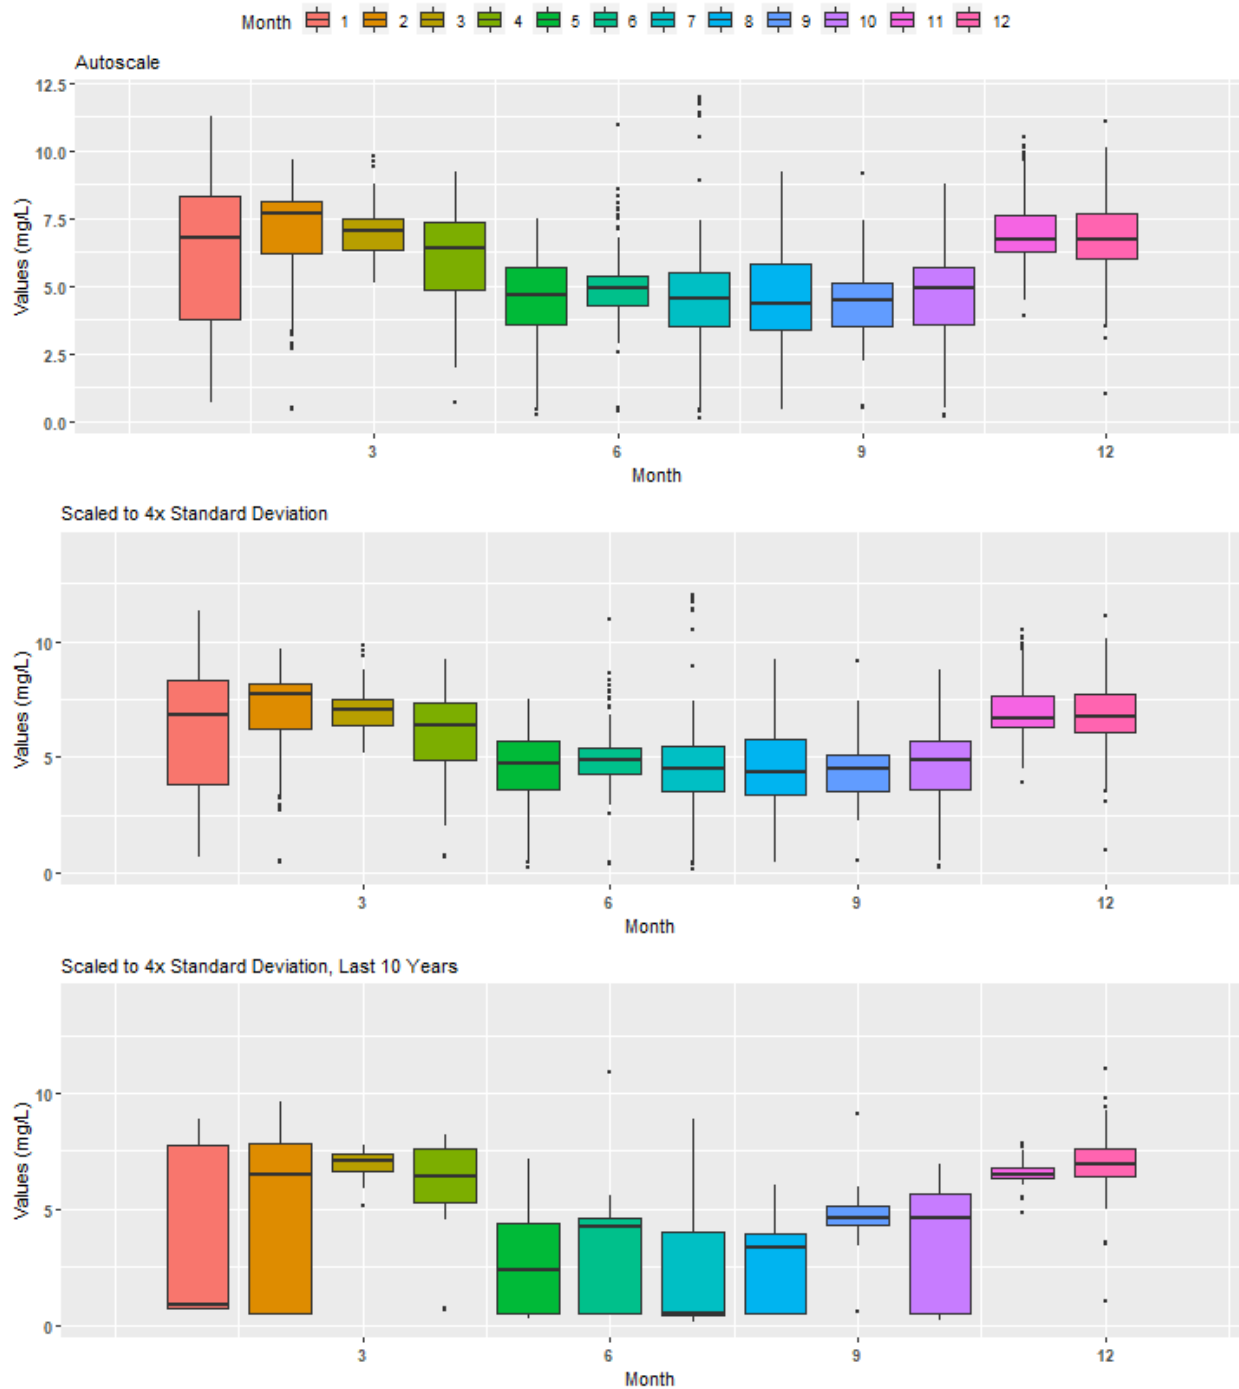 Month 1 2 3 4 5 6 7 8 9 10 11 12
Autoscale
Values (mg/L)
12.5
10.0
7.5
5.0
2.5
0.0
3 6 9 12
Month
Scaled to 4x Standard Deviation
Values (mg/L)
10
5
0
3 6 9 12
Month
Scaled to 4x Standard Deviation, Last 10 Years
Values (mg/L)
10
5
0
3 6 9 12
Month